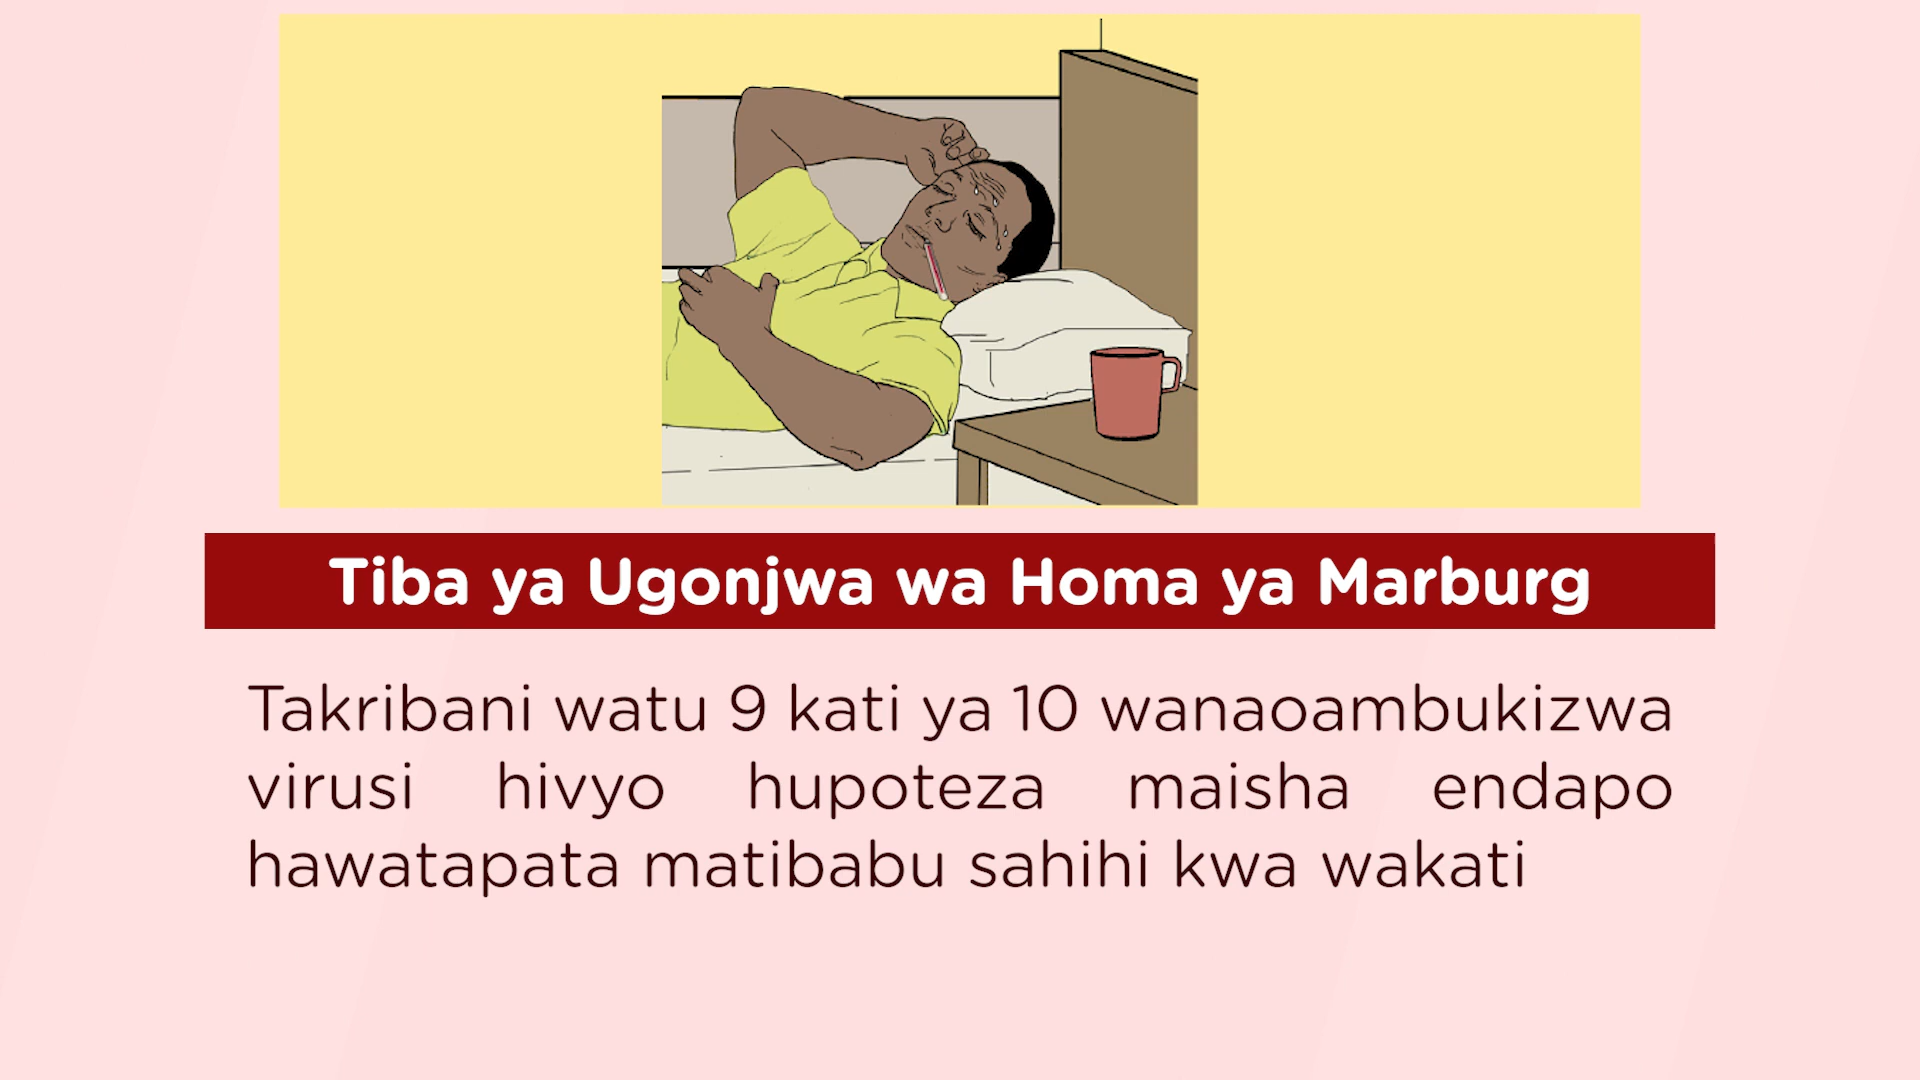 Tiba ya Ugonjwa wa Homa ya Marburg
Takribani watu 9 kati ya 10 wanaoambukizwa
virusi hivyo hupoteza maisha endapo
hawatapata matibabu sahihi kwa wakati